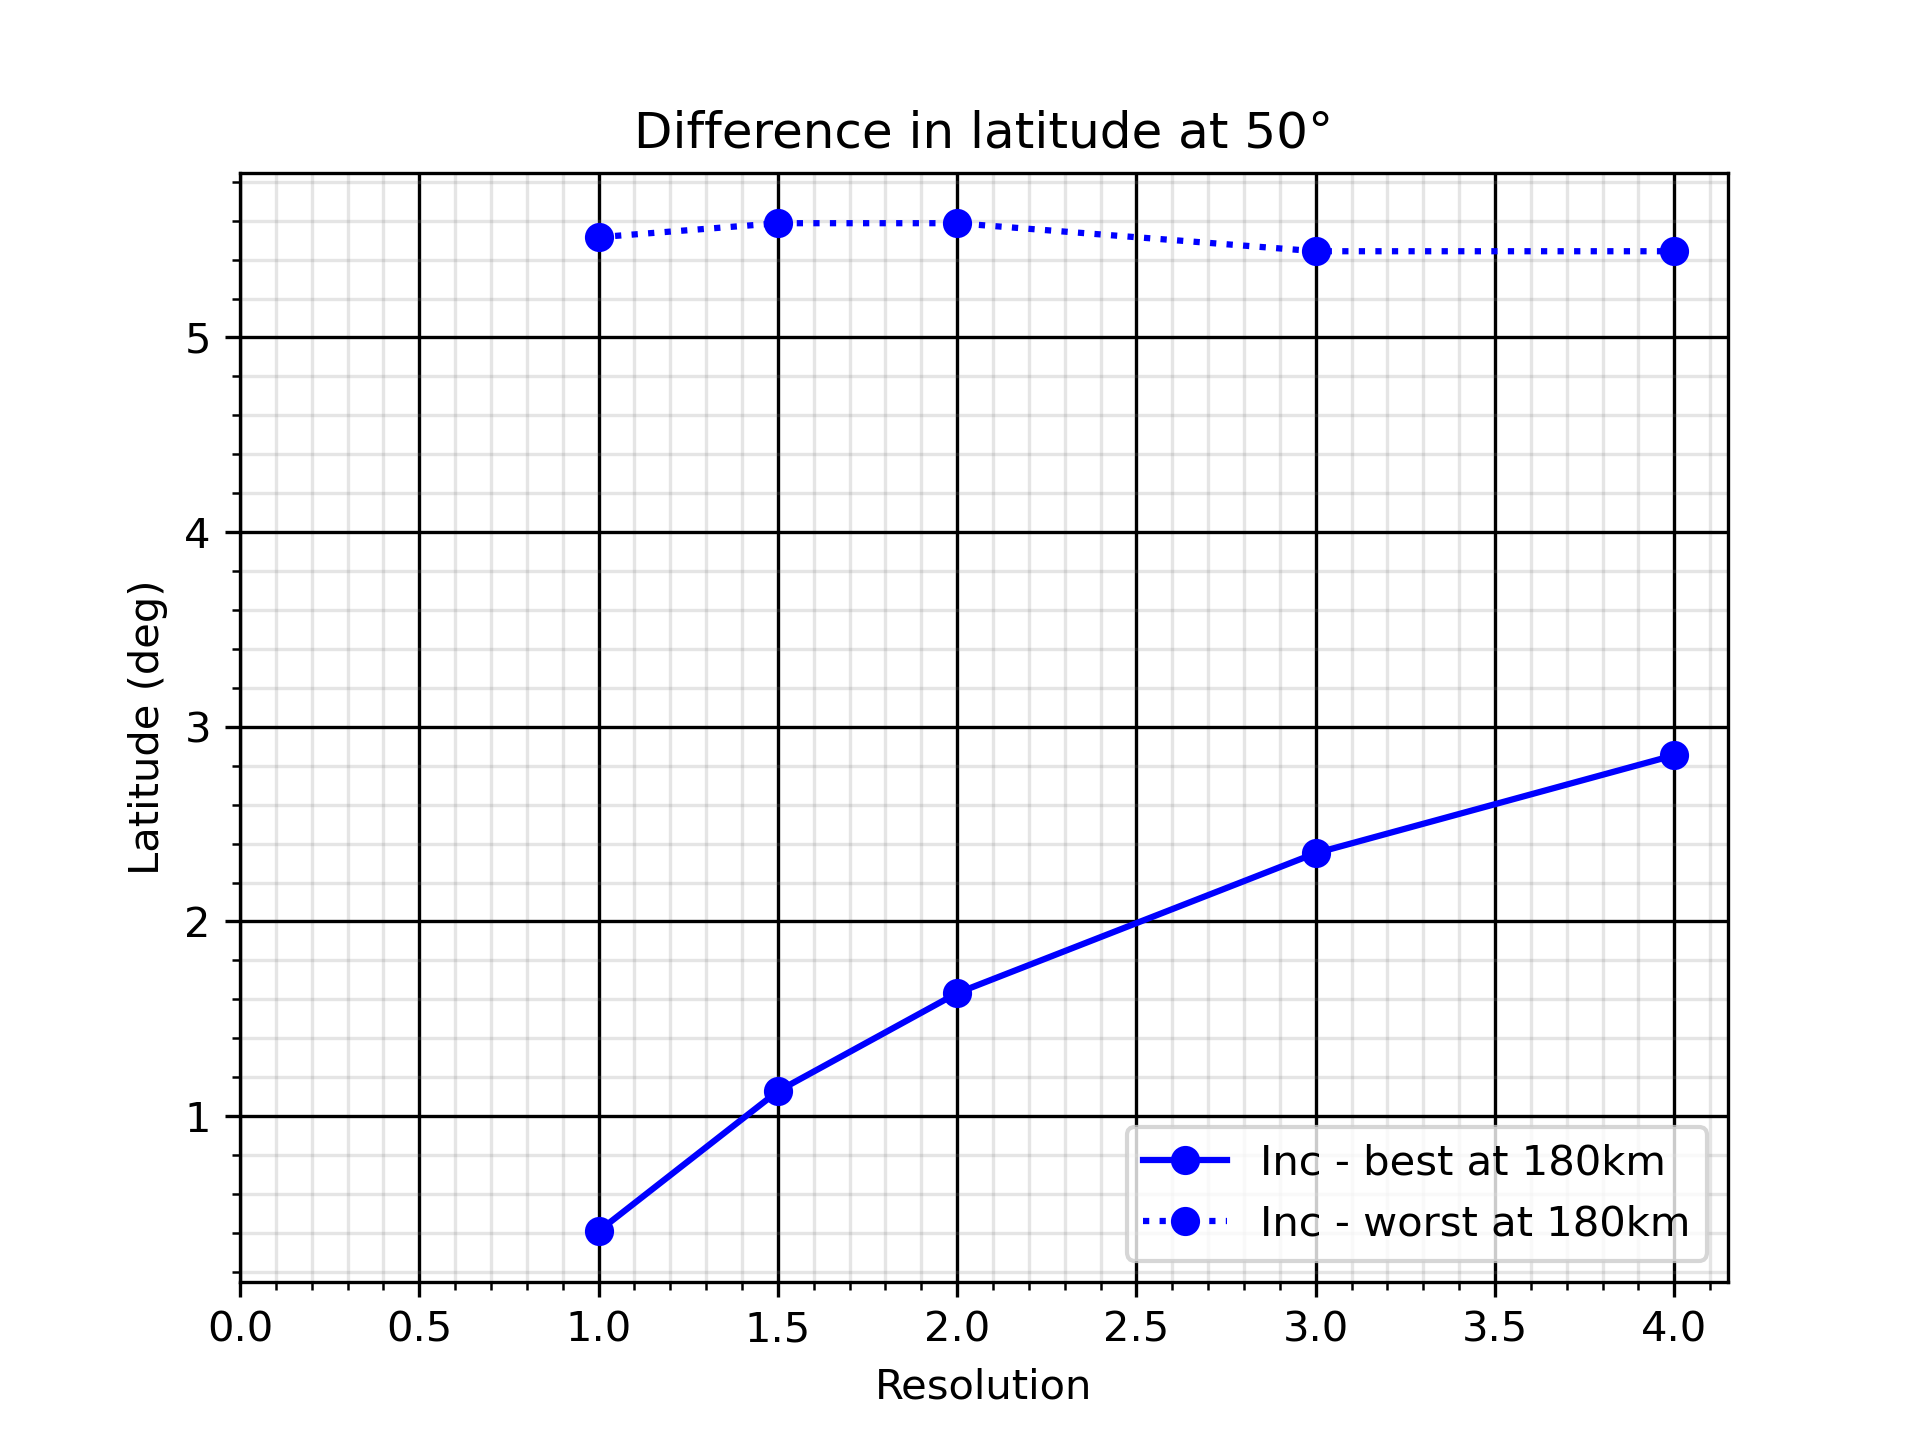 Difference in latitude at 50°
Latitude (deg)
5
4
3
2
1
Inc - best at 180km
Inc - worst at 180km
0.0 0.5 1.0 1.5 2.0 2.5 3.0 3.5 4.0
Resolution